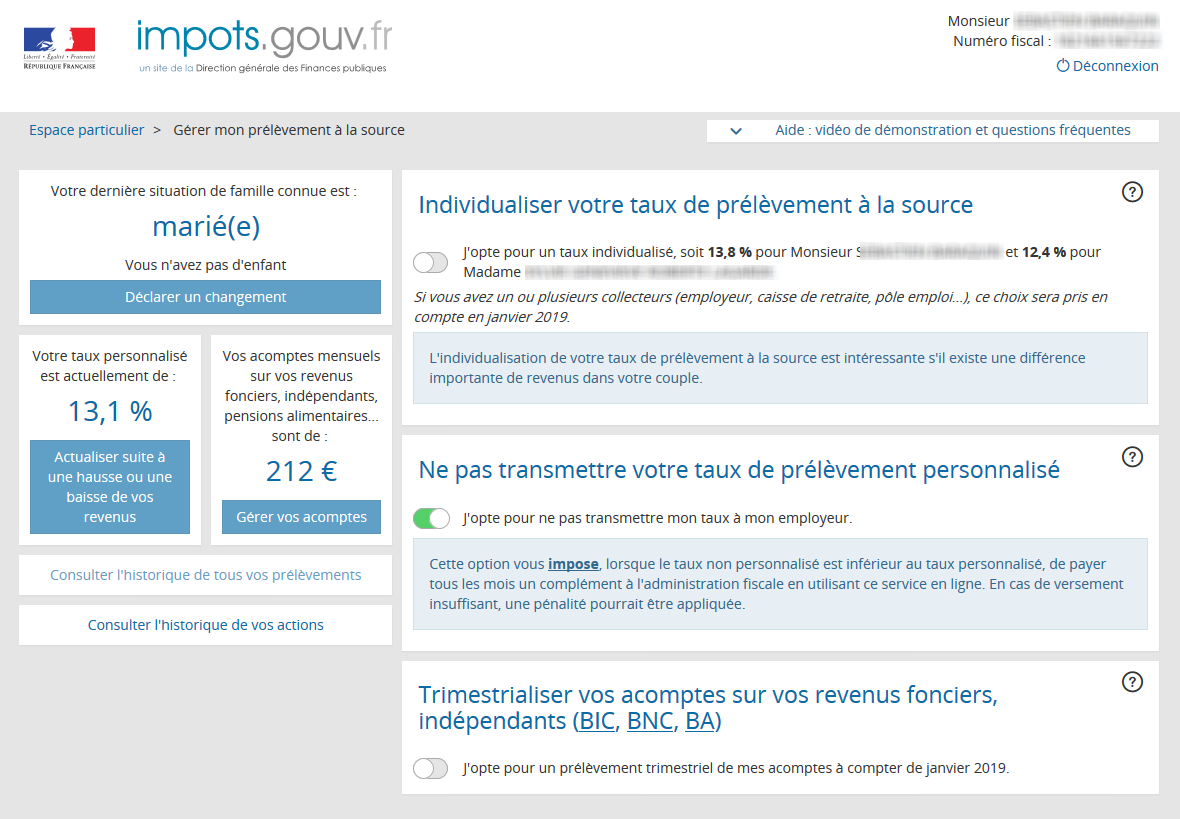 Liberté • Égalité • Fraternité
RÉPUBLIQUE FRANÇAISE
impots.gouv.fr
un site de la Direction générale des Finances publiques
Monsieur
Numéro fiscal :
Déconnexion
Espace particulier > Gérer mon prélèvement à la source
Aide : vidéo de démonstration et questions fréquentes
Votre dernière situation de famille connue est :
marié(e)
Vous n'avez pas d'enfant
Déclarer un changement
Votre taux personnalisé
est actuellement de :
13,1 %
Actualiser suite à
une hausse ou une
baisse de vos
revenus
Vos acomptes mensuels
sur vos revenus
fonciers, indépendants,
pensions alimentaires...
sont de :
212 €
Gérer vos acomptes
Consulter l'historique de tous vos prélèvements
Consulter l'historique de vos actions
Individualiser votre taux de prélèvement à la source
?
J'opte pour un taux individualisé, soit 13,8 % pour Monsieur et 12,4 % pour
Madame
Si vous avez un ou plusieurs collecteurs (employeur, caisse de retraite, pôle emploi...), ce choix sera pris en
compte en janvier 2019.
L'individualisation de votre taux de prélèvement à la source est intéressante s'il existe une différence
importante de revenus dans votre couple.
Ne pas transmettre votre taux de prélèvement personnalisé
?
J'opte pour ne pas transmettre mon taux à mon employeur.
Cette option vous impose, lorsque le taux non personnalisé est inférieur au taux personnalisé, de payer
tous les mois un complément à l'administration fiscale en utilisant ce service en ligne. En cas de versement
insuffisant, une pénalité pourrait être appliquée.
Trimestrialiser vos acomptes sur vos revenus fonciers,
indépendants (BIC, BNC, BA)
?
J'opte pour un prélèvement trimestriel de mes acomptes à compter de janvier 2019.